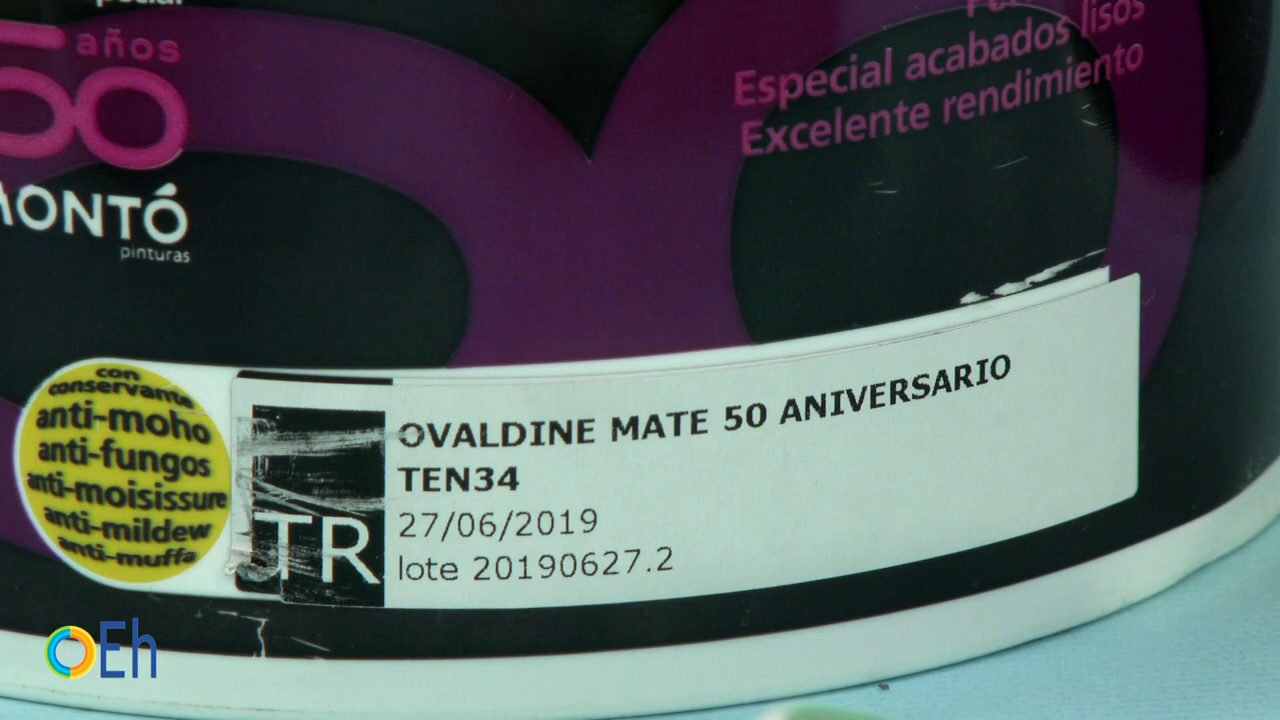 años
50
MONTÓ
pinturas
Especial acabados lisos
Excelente rendimiento
con
conservante
anti-moho
anti-fungos
anti-moisissure
anti-mildew
anti-muffa
TR
OVALDINE MATE 50 ANIVERSARIO
TEN34
27/06/2019
lote 20190627.2
Eh